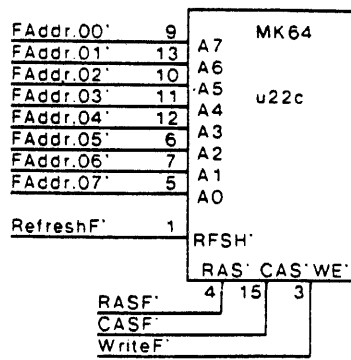 FAddr.00' 9 A7 MK64
FAddr.01' 13 A6
FAddr.02' 10 A5 u22c
FAddr.03' 11 A4
FAddr.04' 12 A3
FAddr.05' 6 A2
FAddr.06' 7 A1
FAddr.07' 5 A0
RefreshF' 1 RFSH'
RAS' CAS' WE'
4 15 3
RASF'
CASF'
WriteF'